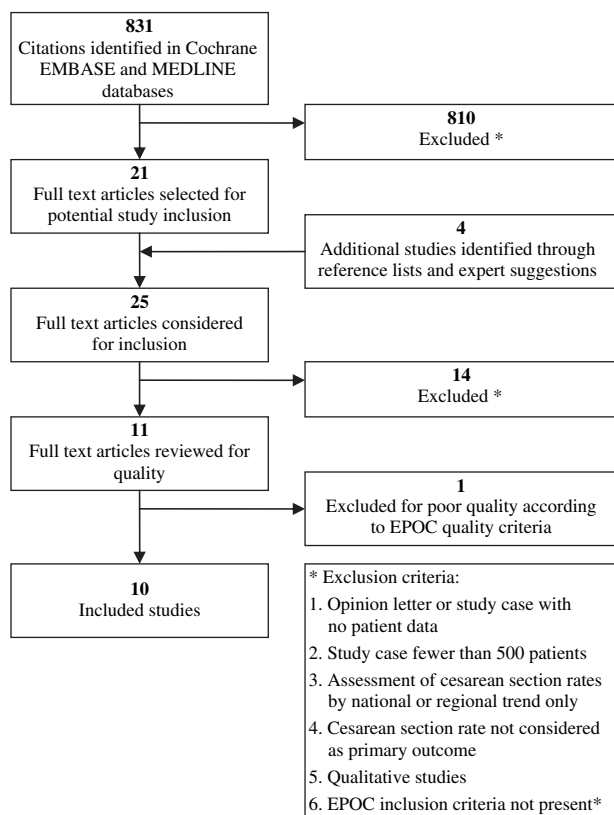 831
Citations identified in Cochrane
EMBASE and MEDLINE
databases
810
Excluded *
21
Full text articles selected for
potential study inclusion
4
Additional studies identified through
reference lists and expert suggestions
25
Full text articles considered
for inclusion
14
Excluded *
11
Full text articles reviewed for
quality
1
Excluded for poor quality according
to EPOC quality criteria
10
Included studies
* Exclusion criteria:
1. Opinion letter or study case with
no patient data
2. Study case fewer than 500 patients
3. Assessment of cesarean section rates
by national or regional trend only
4. Cesarean section rate not considered
as primary outcome
5. Qualitative studies
6. EPOC inclusion criteria not present*